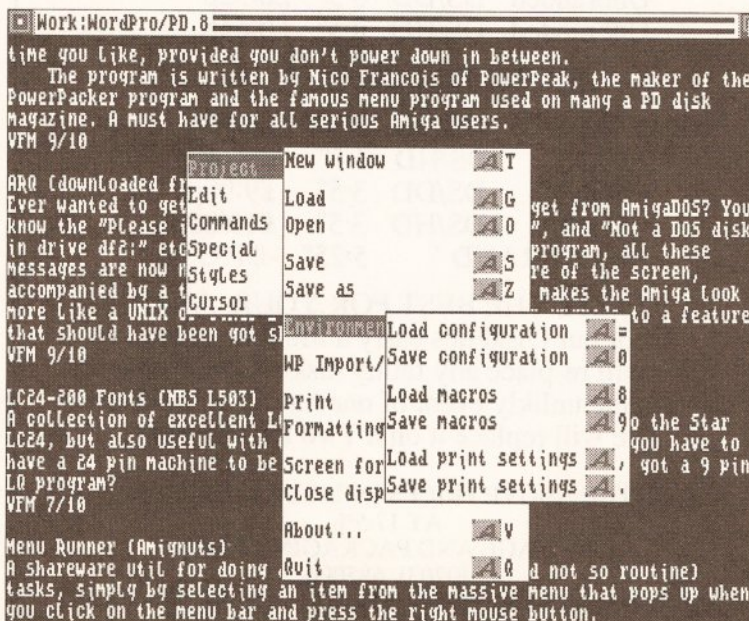 Work:WordPro/PD.8
time you like, provided you don't power down in between.
The program is written by Nico Francois of PowerPeak, the maker of the
PowerPacker program and the famous menu program used on many a PD disk
magazine. A must have for all serious Amiga users.
VFM 9/10
ARQ (downloaded
Ever wanted to get get from AmigaDOS? You
know the "Please ", and "Not a DOS disk
in drive df2:" etc program, all these
messages are now re of the screen,
accompanied by a makes the Amiga look
more like a UNIX to a feature
that should have been got
VFM 9/10
LC24-200 Fonts (NBS L503)
A collection of excellent to the Star
LC24, but also useful with you have to
have a 24 pin machine to be got a 9 pin
LQ program?
VFM 7/10
Menu Runner (Amignuts)
A shareware util for doing d not so routine)
tasks, simply by selecting an item from the massive menu that pops up when
you click on the menu bar and press the right mouse button.
Project
Edit
Commands
Special
Styles
Cursor
New window A T
Load A G
Open A O
Save A S
Save as A Z
Environmen
WP Import/
Print
Formatting
Screen for
Close disp
About... A V
Quit A Q
Load configuration A =
Save configuration A 0
Load macros A 8
Save macros A 9
Load print settings A ,
Save print settings A .